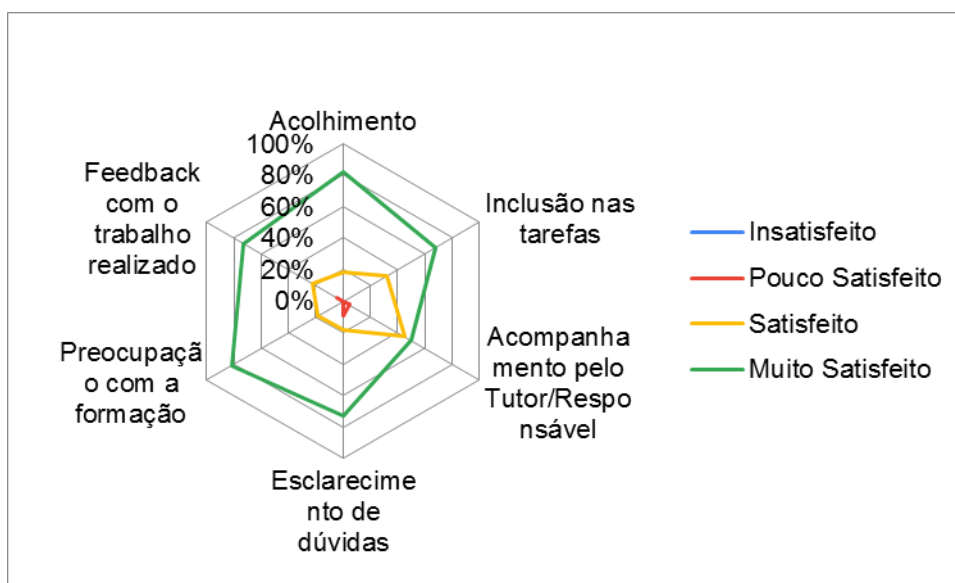 Acolhimento
100%
80%
60%
40%
20%
0%
Inclusão nas
tarefas
Acompanha
mento pelo
Tutor/Respo
nsável
Esclarecime
nto de
dúvidas
Preocupaçã
o com a
formação
Feedback
com o
trabalho
realizado
Insatisfeito
Pouco Satisfeito
Satisfeito
Muito Satisfeito